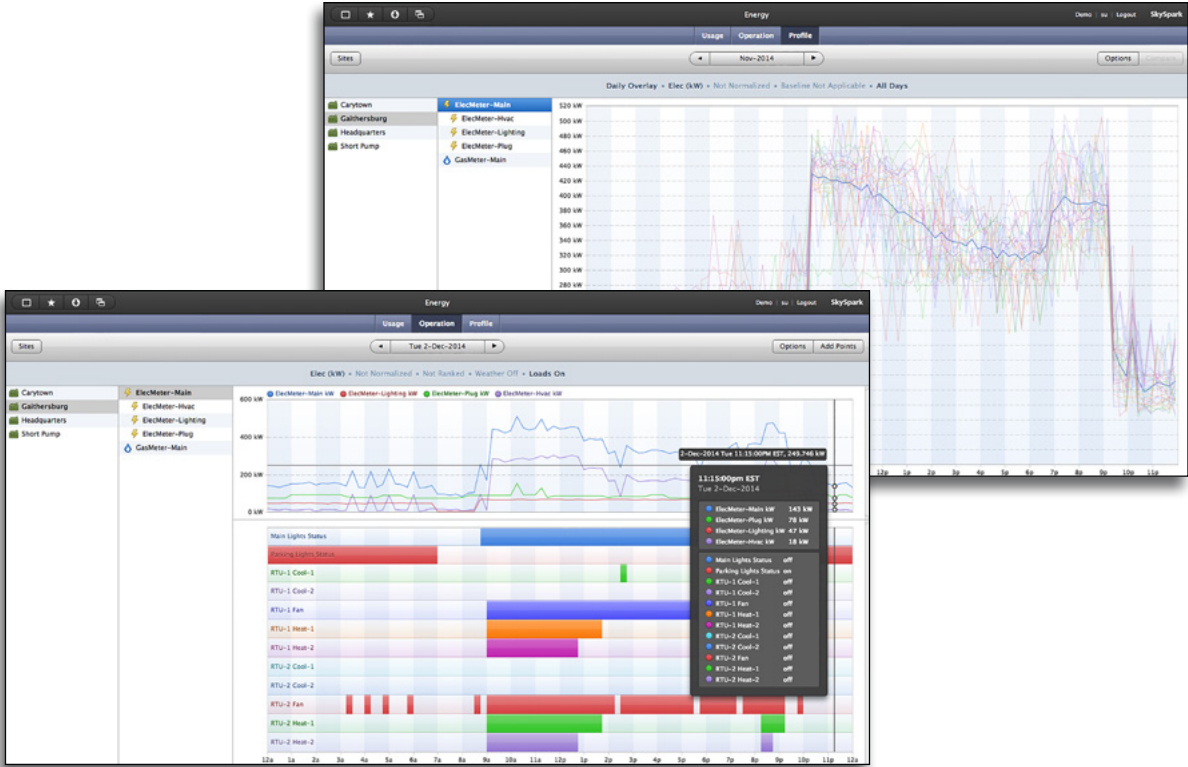 Energy
Demo su Logout SkySpark
Usage Operation Profile
Sites
Nov-2014
Options
Daily Overlay • Elec (kW) • Not Normalized • Baseline Not Applicable • All Days
Carytown
Gaithersburg
Headquarters
Short Pump
ElecMeter-Main
ElecMeter-Hvac
ElecMeter-Lighting
ElecMeter-Plug
GasMeter-Main
520 kW
500 kW
480 kW
460 kW
440 kW
420 kW
400 kW
380 kW
360 kW
340 kW
320 kW
300 kW
280 kW
12p 1p 2p 3p 4p 5p 6p 7p 8p 9p 10p 11p
Energy
Demo su Logout SkySpark
Usage Operation Profile
Sites
Tue 2-Dec-2014
Options Add Points
Elec (kW) • Not Normalized • Not Ranked • Weather Off • Loads On
Carytown
Gaithersburg
Headquarters
Short Pump
ElecMeter-Main
ElecMeter-Hvac
ElecMeter-Lighting
ElecMeter-Plug
GasMeter-Main
ElecMeter-Main kW ElecMeter-Lighting kW ElecMeter-Plug kW ElecMeter-Hvac kW
600 kW
400 kW
200 kW
0 kW
2-Dec-2014 Tue 11:15:00PM EST, 249.746 kW
11:15:00pm EST
Tue 2-Dec-2014
ElecMeter-Main kW 143 kW
ElecMeter-Plug kW 78 kW
ElecMeter-Lighting kW 47 kW
ElecMeter-Hvac kW 18 kW
Main Lights Status off
Parking Lights Status on
RTU-1 Cool-1 off
RTU-1 Cool-2 off
RTU-1 Fan off
RTU-1 Heat-1 off
RTU-1 Heat-2 off
RTU-2 Cool-1 off
RTU-2 Cool-2 off
RTU-2 Fan off
RTU-2 Heat-1 off
RTU-2 Heat-2 off
Main Lights Status
Parking Lights Status
RTU-1 Cool-1
RTU-1 Cool-2
RTU-1 Fan
RTU-1 Heat-1
RTU-1 Heat-2
RTU-2 Cool-1
RTU-2 Cool-2
RTU-2 Fan
RTU-2 Heat-1
RTU-2 Heat-2
12a 1a 2a 3a 4a 5a 6a 7a 8a 9a 10a 11a 12p 1p 2p 3p 4p 5p 6p 7p 8p 9p 10p 11p 12a